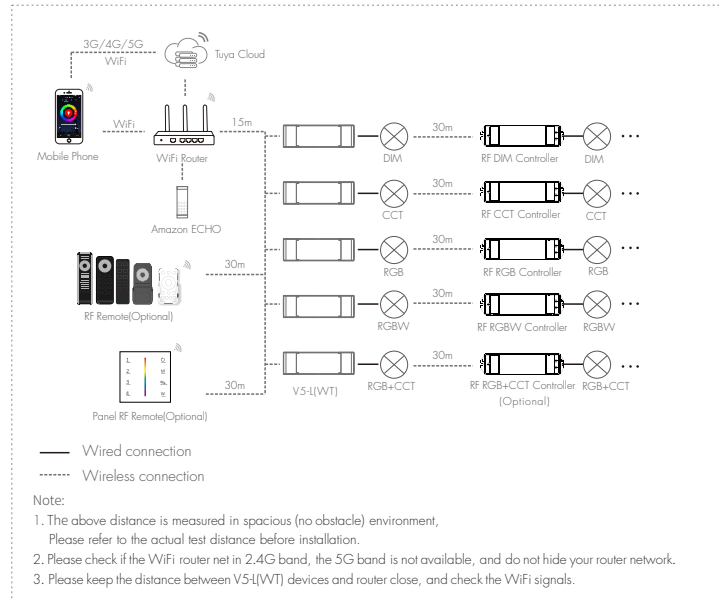 3G/4G/5G
WiFi
Tuya Cloud
WiFi
15m
Mobile Phone
WiFi Router
Amazon ECHO
30m
RF Remote(Optional)
30m
Panel RF Remote(Optional)
DIM
30m
RF DIM Controller
DIM
CCT
30m
RF CCT Controller
CCT
RGB
30m
RF RGB Controller
RGB
RGBW
30m
RF RGBW Controller
RGBW
V5-L(WT)
RGB+CCT
30m
RF RGB+CCT Controller
(Optional)
RGB+CCT
Wired connection
Wireless connection
Note:
1. The above distance is measured in spacious (no obstacle) environment,
Please refer to the actual test distance before installation.
2. Please check if the WiFi router net in 2.4G band, the 5G band is not available, and do not hide your router network.
3. Please keep the distance between V5-L(WT) devices and router close, and check the WiFi signals.